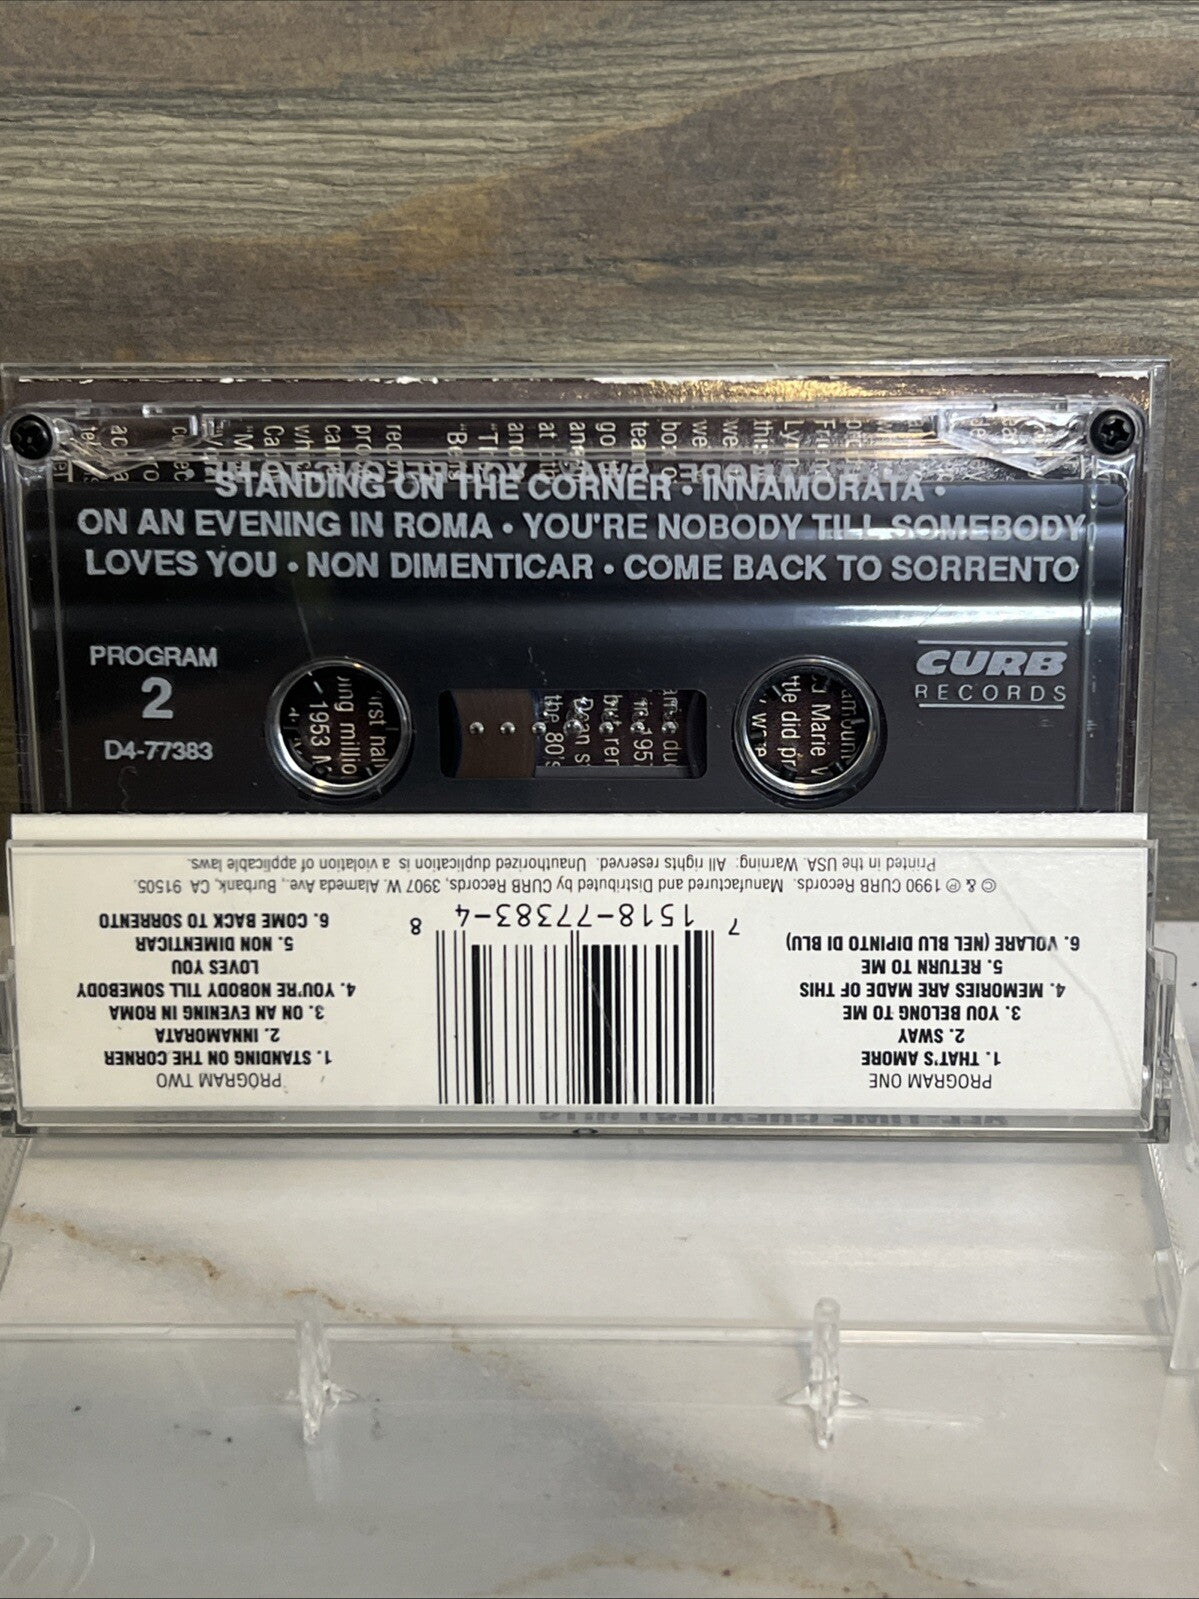 STANDING ON THE CORNER • INNAMORATA •
ON AN EVENING IN ROMA • YOU'RE NOBODY TILL SOMEBODY
LOVES YOU • NON DIMENTICAR • COME BACK TO SORRENTO
PROGRAM
2
D4-77383
CURB
RECORDS
PROGRAM ONE
1. THAT'S AMORE
2. SWAY
3. YOU BELONG TO ME
4. MEMORIES ARE MADE OF THIS
5. RETURN TO ME
6. VOLARE (NEL BLU DIPINTO DI BLU)
7 1518-77383-4 8
PROGRAM TWO
1. STANDING ON THE CORNER
2. INNAMORATA
3. ON AN EVENING IN ROMA
4. YOU'RE NOBODY TILL SOMEBODY
LOVES YOU
5. NON DIMENTICAR
6. COME BACK TO SORRENTO
© & ℗ 1990 CURB Records. Manufactured and Distributed by CURB Records, 3907 W. Alameda Ave., Burbank, CA 91505.
Printed in the USA. Warning: All rights reserved. Unauthorized duplication is a violation of applicable laws.